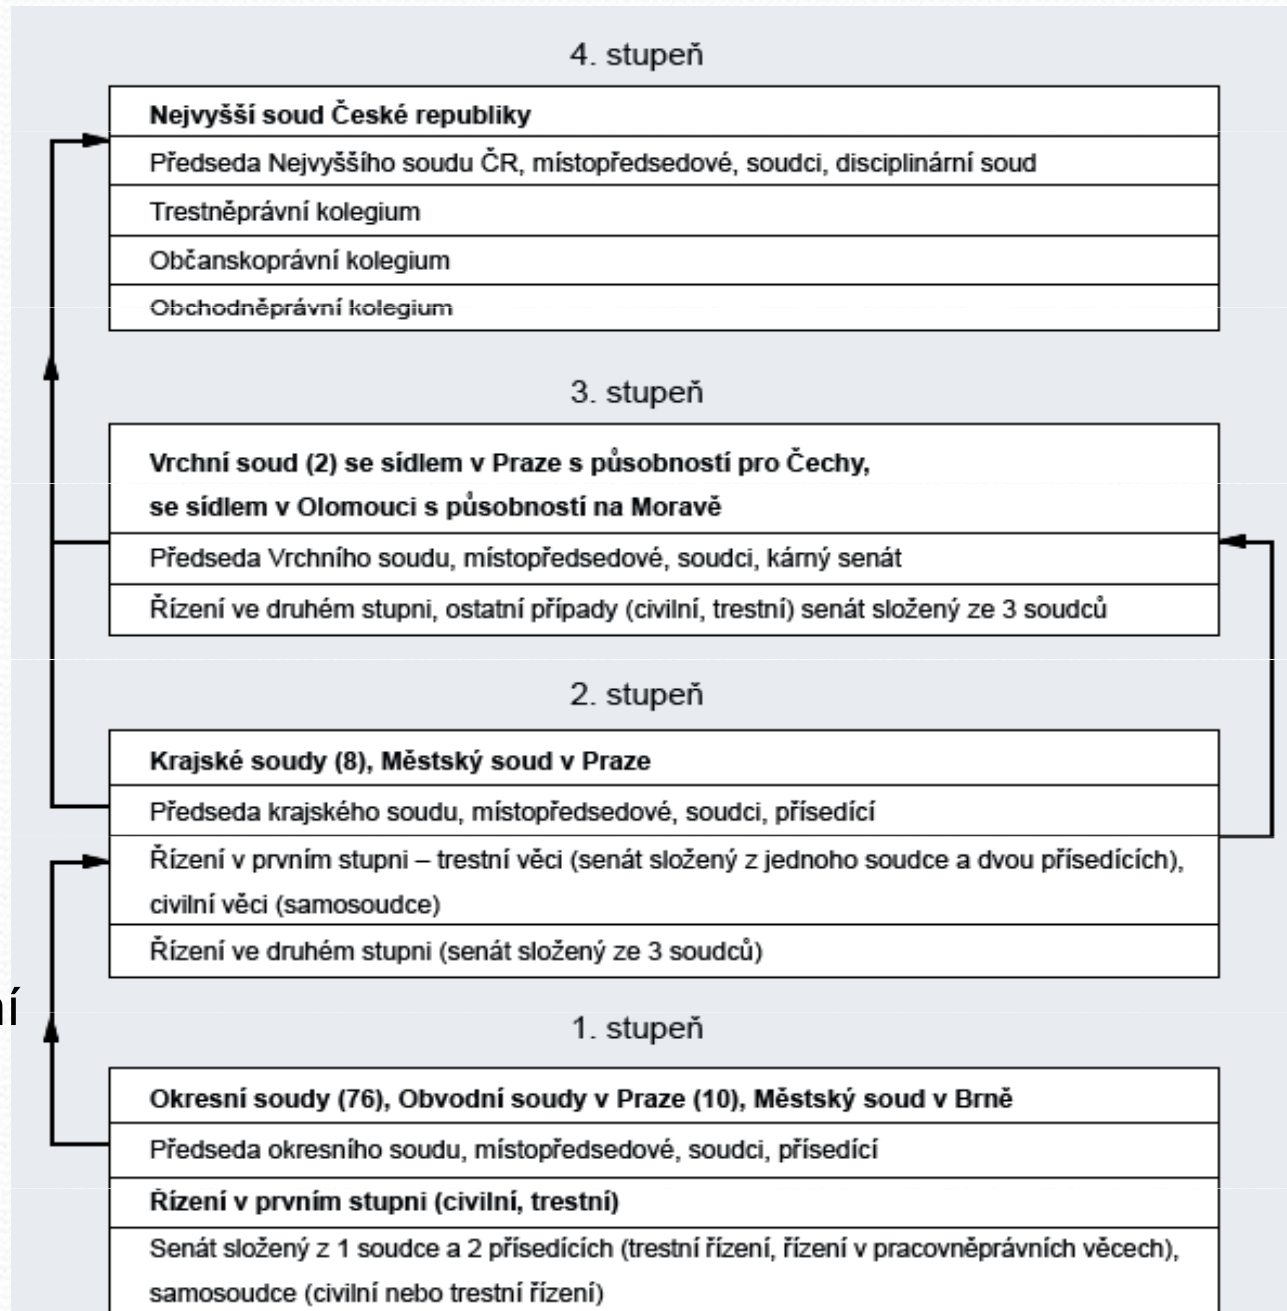 4. stupeň
Nejvyšší soud České republiky
Předseda Nejvyššího soudu ČR, místopředsedové, soudci, disciplinární soud
Trestněprávní kolegium
Občanskoprávní kolegium
Obchodněprávní kolegium
3. stupeň
Vrchní soud (2) se sídlem v Praze s působností pro Čechy,
se sídlem v Olomouci s působností na Moravě
Předseda Vrchního soudu, místopředsedové, soudci, kárný senát
Řízení ve druhém stupni, ostatní případy (civilní, trestní) senát složený ze 3 soudců
2. stupeň
Krajské soudy (8), Městský soud v Praze
Předseda krajského soudu, místopředsedové, soudci, přísedící
Řízení v prvním stupni – trestní věci (senát složený z jednoho soudce a dvou přísedících),
civilní věci (samosoudce)
Řízení ve druhém stupni (senát složený ze 3 soudců)
ní
1. stupeň
Okresní soudy (76), Obvodní soudy v Praze (10), Městský soud v Brně
Předseda okresního soudu, místopředsedové, soudci, přísedící
Řízení v prvním stupni (civilní, trestní)
Senát složený z 1 soudce a 2 přísedících (trestní řízení, řízení v pracovněprávních věcech),
samosoudce (civilní nebo trestní řízení)